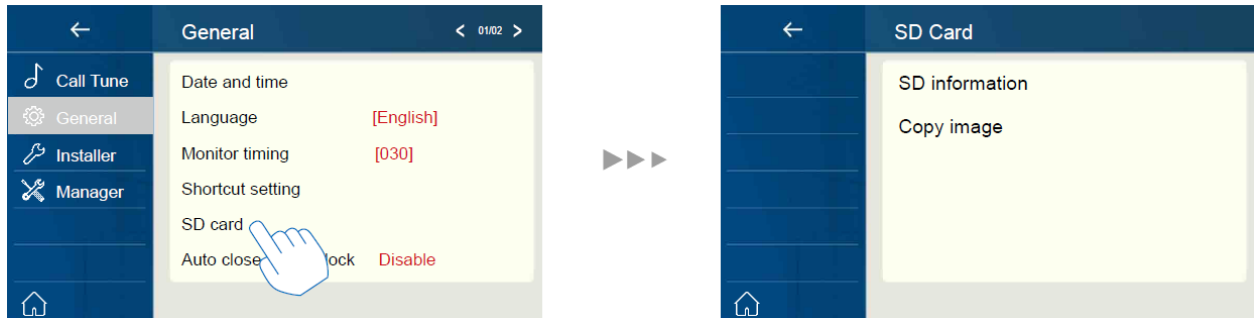 General
< 01/02 >
Call Tune
General
Installer
Manager
Date and time
Language [English]
Monitor timing [030]
Shortcut setting
SD card
Auto close lock Disable
SD Card
SD information
Copy image